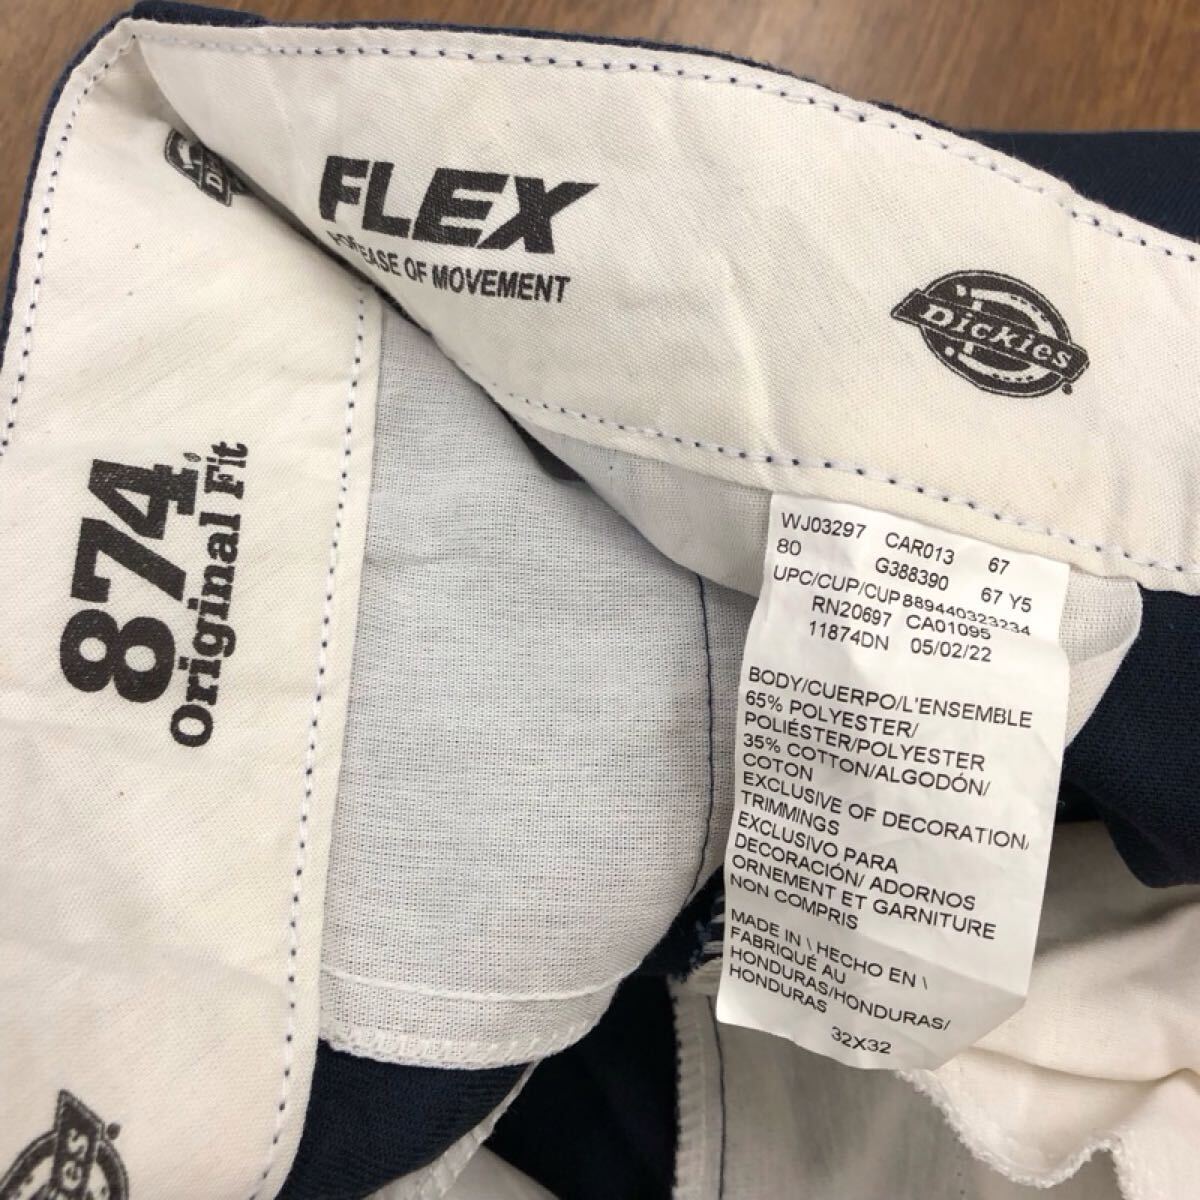 FLEX
FOR EASE OF MOVEMENT
Dickies®
874®
Original Fit
WJ03297 CAR013 67
80 G388390 67 Y5
UPC/CUP/CUP 889440323234
RN20697 CA01095
11874DN 05/02/22
BODY/CUERPO/L'ENSEMBLE
65% POLYESTER/
POLIÉSTER/POLYESTER
35% COTTON/ALGODÓN/
COTON
EXCLUSIVE OF DECORATION/
TRIMMINGS
EXCLUSIVO PARA
DECORACIÓN/ ADORNOS
ORNEMENT ET GARNITURE
NON COMPRIS
MADE IN \ HECHO EN \
FABRIQUÉ AU
HONDURAS/HONDURAS/
HONDURAS
32X32